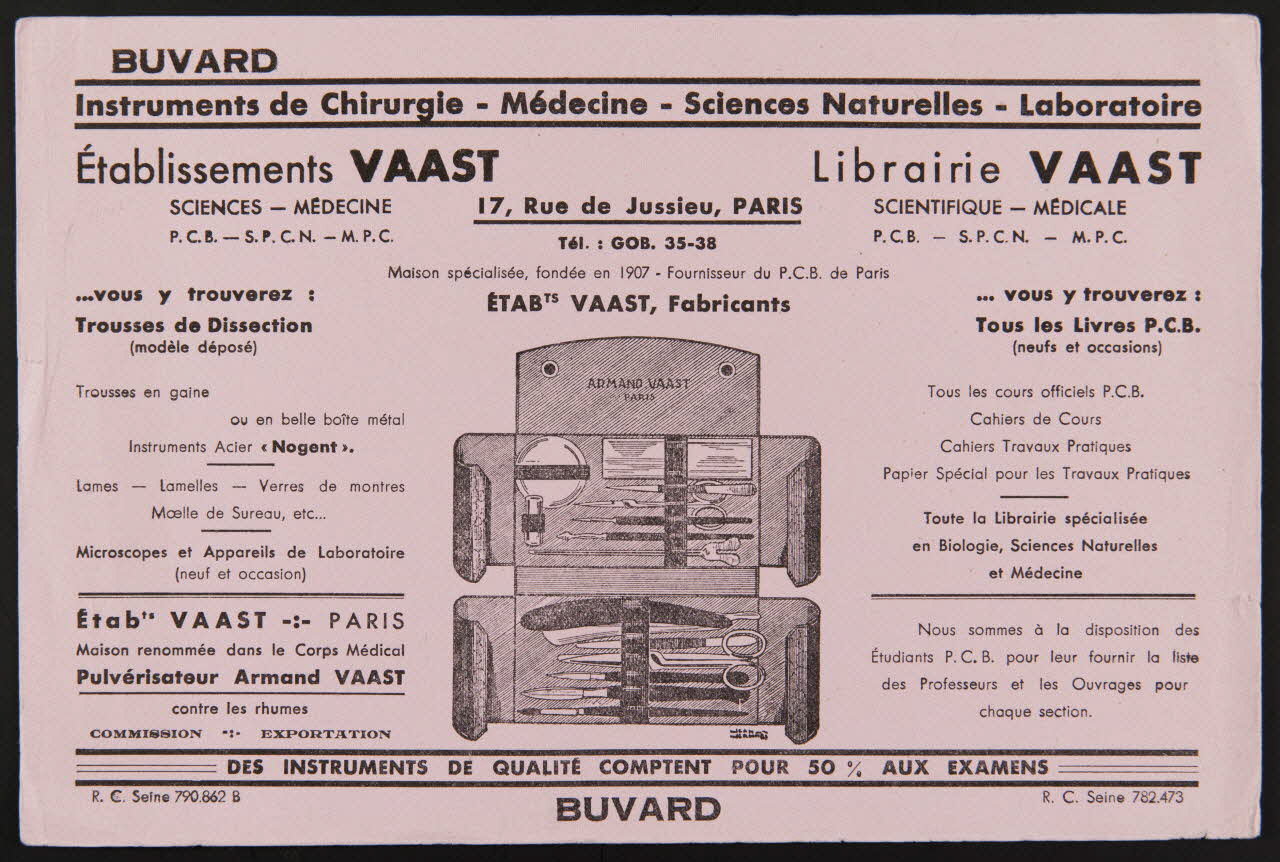 BUVARD
Instruments de Chirurgie - Médecine - Sciences Naturelles - Laboratoire
Établissements VAAST
SCIENCES — MÉDECINE
P.C.B. — S.P.C.N. — M.P.C.
17, Rue de Jussieu, PARIS
Tél. : GOB. 35-38
Librairie VAAST
SCIENTIFIQUE — MÉDICALE
P.C.B. — S.P.C.N. — M.P.C.
Maison spécialisée, fondée en 1907 - Fournisseur du P.C.B. de Paris
ÉTABTS VAAST, Fabricants
...vous y trouverez :
Trousses de Dissection
(modèle déposé)
Trousses en gaine
ou en belle boîte métal
Instruments Acier « Nogent ».
Lames — Lamelles — Verres de montres
Mœlle de Sureau, etc...
Microscopes et Appareils de Laboratoire
(neuf et occasion)
Étabts VAAST -:- PARIS
Maison renommée dans le Corps Médical
Pulvérisateur Armand VAAST
contre les rhumes
COMMISSION -:- EXPORTATION
ARMAND VAAST
PARIS
... vous y trouverez :
Tous les Livres P.C.B.
(neufs et occasions)
Tous les cours officiels P.C.B.
Cahiers de Cours
Cahiers Travaux Pratiques
Papier Spécial pour les Travaux Pratiques
Toute la Librairie spécialisée
en Biologie, Sciences Naturelles
et Médecine
Nous sommes à la disposition des
Étudiants P.C.B. pour leur fournir la liste
des Professeurs et les Ouvrages pour
chaque section.
DES INSTRUMENTS DE QUALITÉ COMPTENT POUR 50 % AUX EXAMENS
R. C. Seine 790.862 B
BUVARD
R. C. Seine 782.473